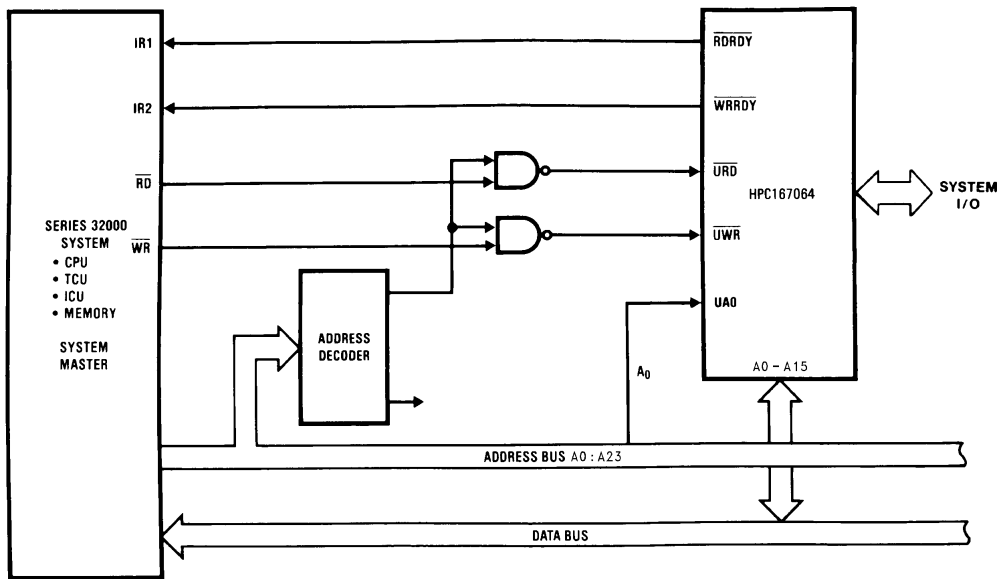 IR1
IR2
RD
WR
SERIES 32000
SYSTEM
• CPU
• TCU
• ICU
• MEMORY
SYSTEM
MASTER
ADDRESS
DECODER
RDRDY
WRRDY
URD
HPC167064
UWR
UA0
A0 – A15
SYSTEM
I/O
A0
ADDRESS BUS A0 : A23
DATA BUS